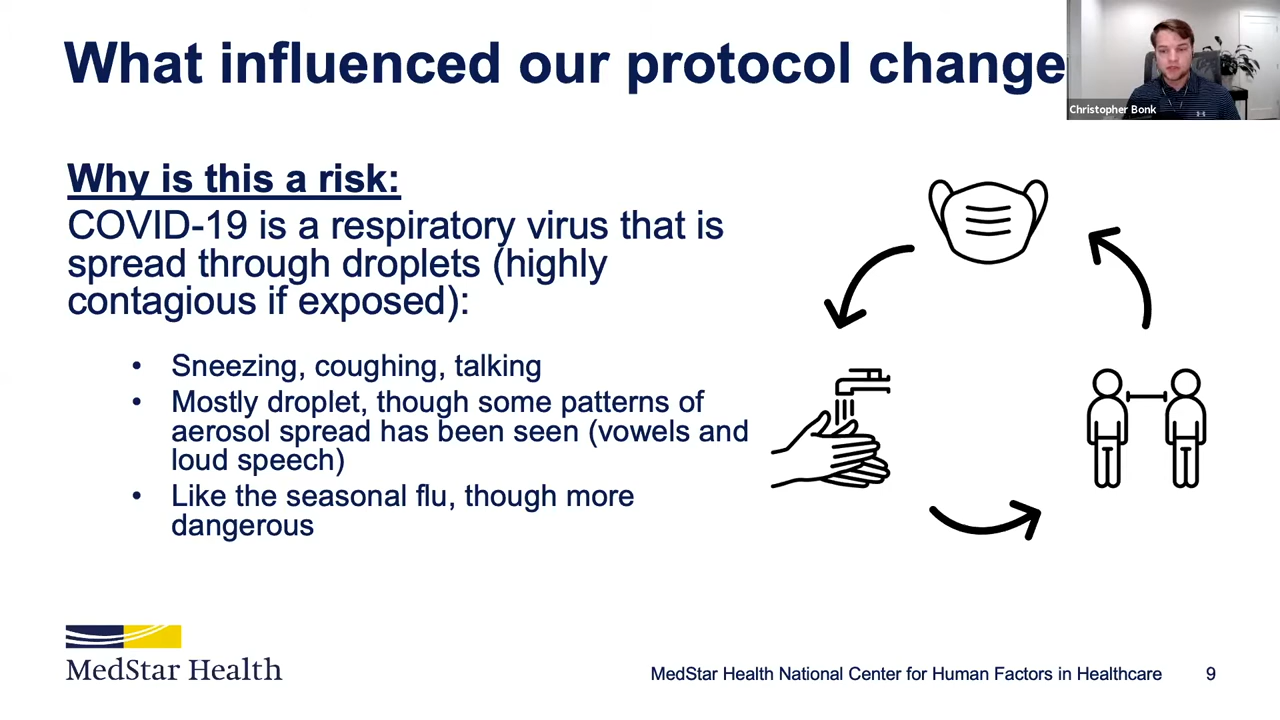 What influenced our protocol change
Christopher Bonk
Why is this a risk:
COVID-19 is a respiratory virus that is
spread through droplets (highly
contagious if exposed):
• Sneezing, coughing, talking
• Mostly droplet, though some patterns of
aerosol spread has been seen (vowels and
loud speech)
• Like the seasonal flu, though more
dangerous
MedStar Health
MedStar Health National Center for Human Factors in Healthcare 9